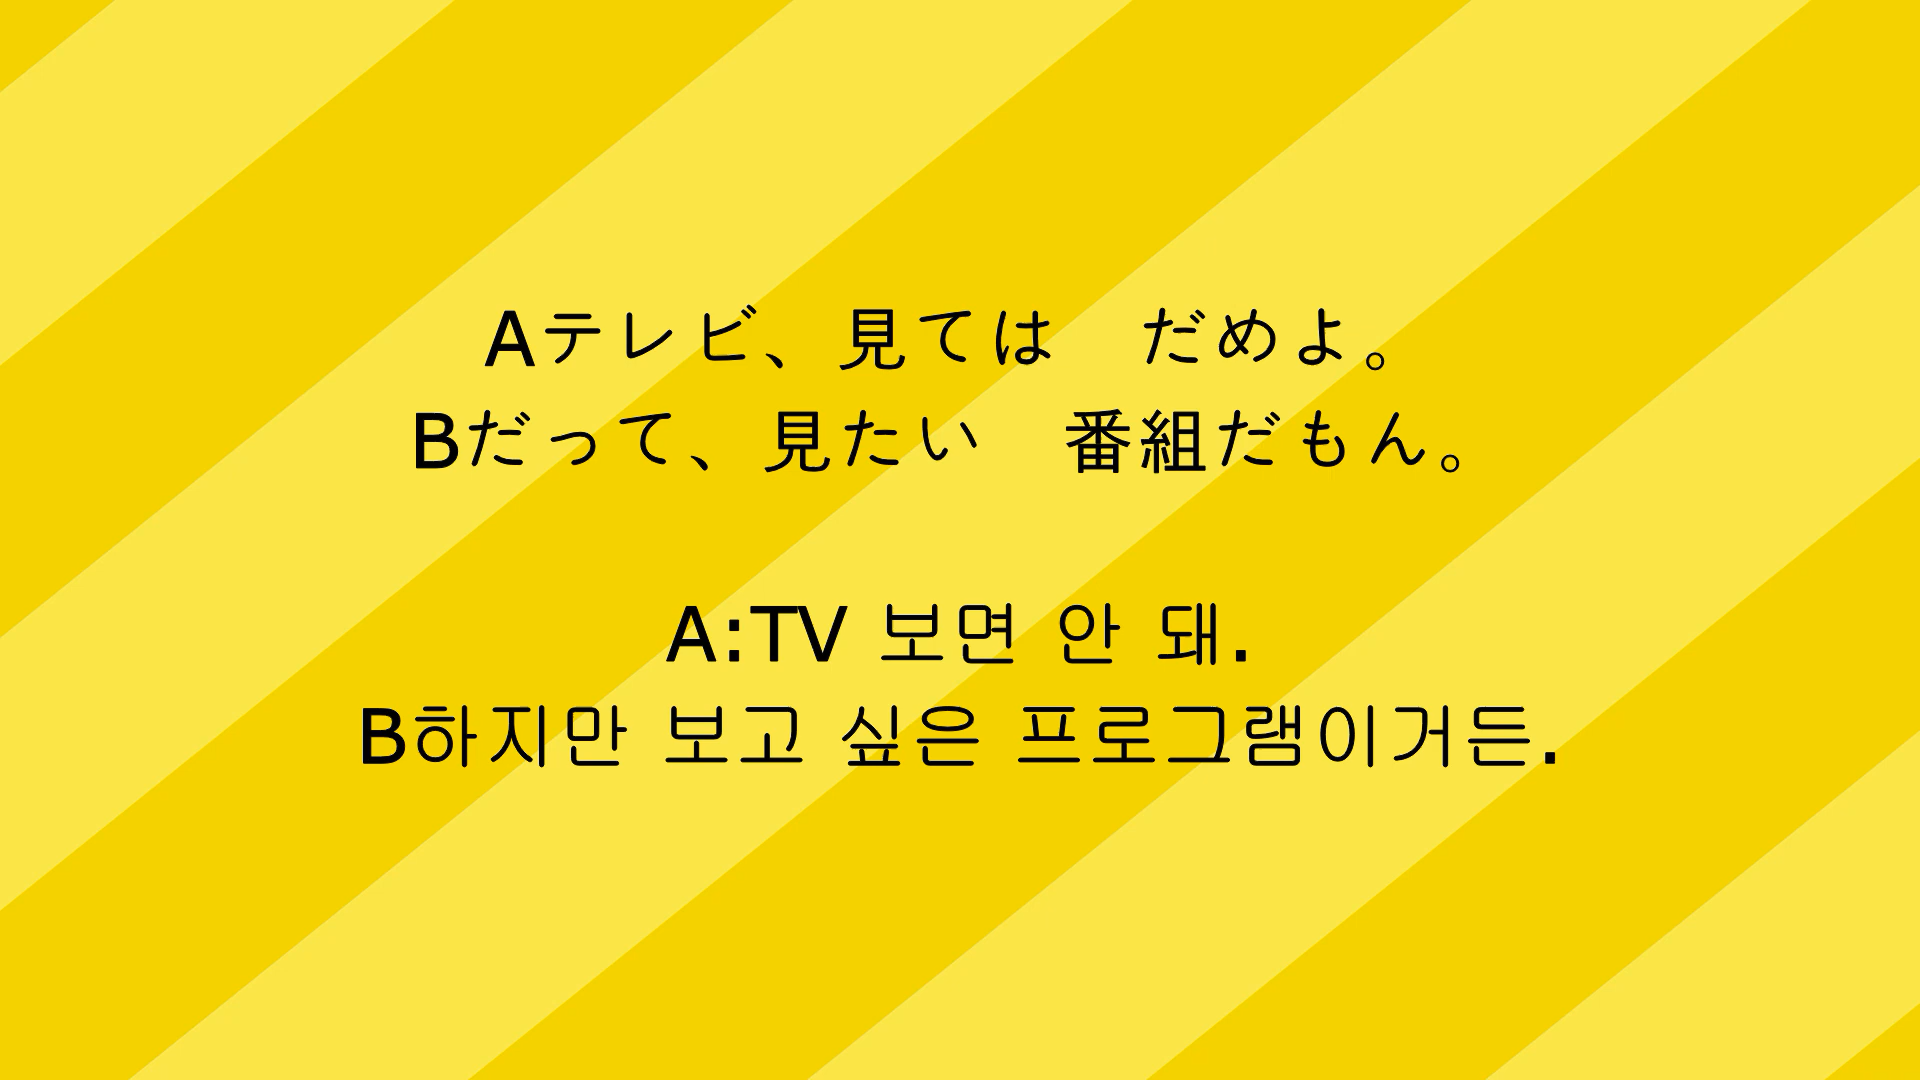 Aテレビ、見ては　だめよ。
Bだって、見たい　番組だもん。
A:TV 보면 안 돼.
B하지만 보고 싶은 프로그램이거든.